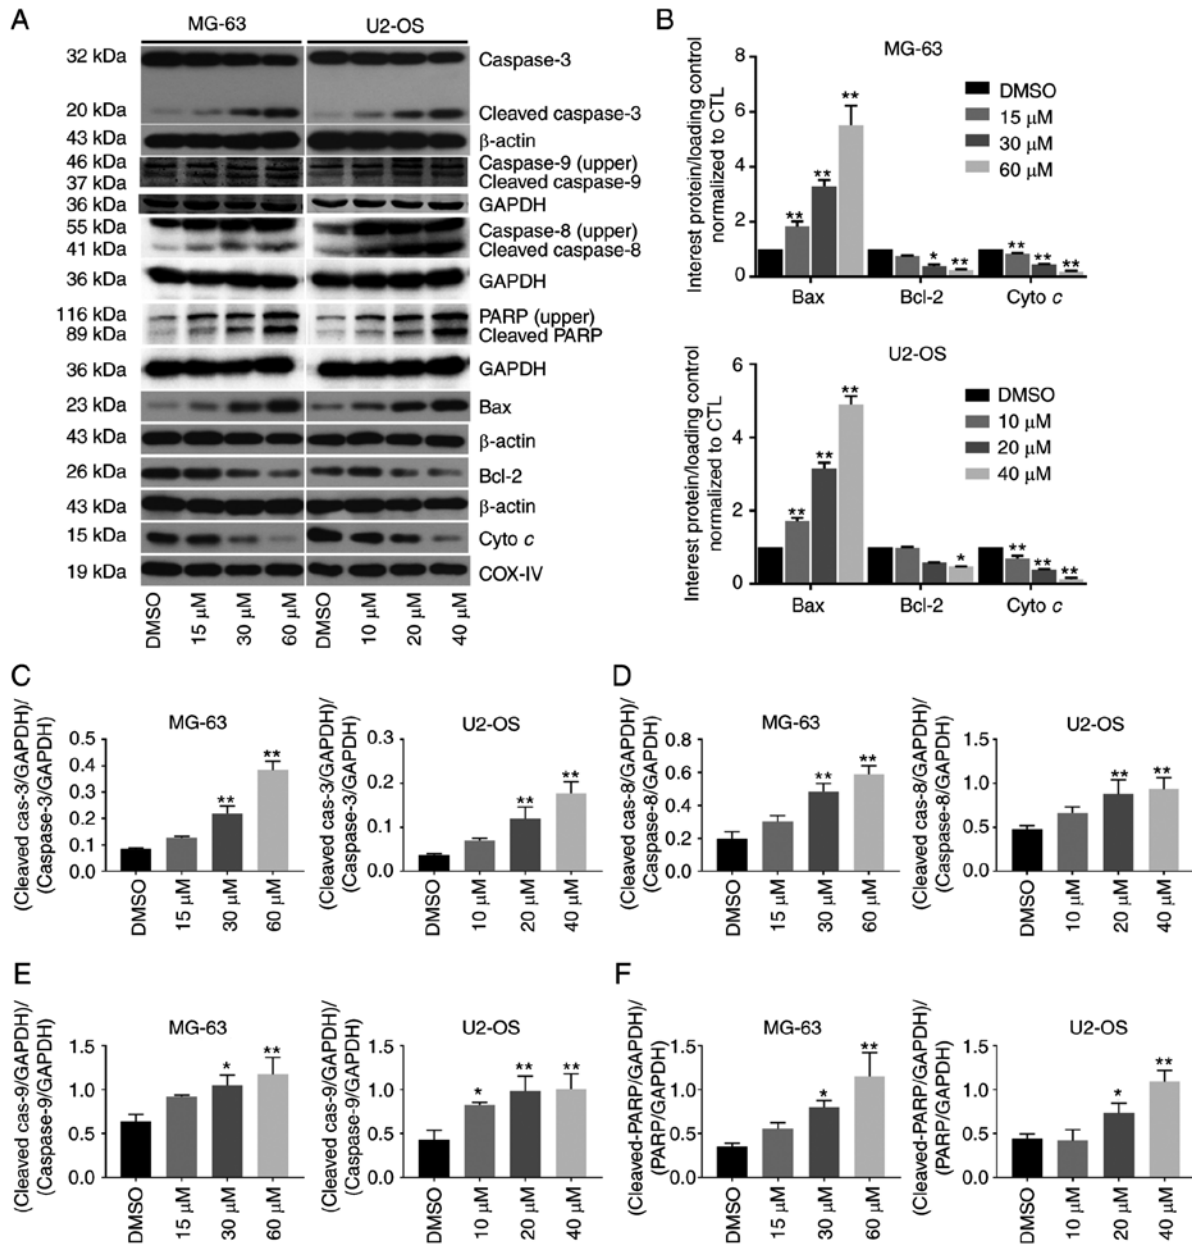 A
MG-63
U2-OS
32 kDa
Caspase-3
20 kDa
Cleaved caspase-3
43 kDa
β-actin
46 kDa
Caspase-9 (upper)
37 kDa
Cleaved caspase-9
36 kDa
GAPDH
55 kDa
Caspase-8 (upper)
41 kDa
Cleaved caspase-8
36 kDa
GAPDH
116 kDa
PARP (upper)
89 kDa
Cleaved PARP
36 kDa
GAPDH
23 kDa
Bax
43 kDa
β-actin
26 kDa
Bcl-2
43 kDa
β-actin
15 kDa
Cyto c
19 kDa
COX-IV
DMSO
15 µM
30 µM
60 µM
DMSO
10 µM
20 µM
40 µM
B
MG-63
Interest protein/loading control
normalized to CTL
8
6
4
2
0
DMSO
15 µM
30 µM
60 µM
** ** **
* **
** ** **
Bax
Bcl-2
Cyto c
U2-OS
Interest protein/loading control
normalized to CTL
6
4
2
0
DMSO
10 µM
20 µM
40 µM
** ** **
*
** ** **
Bax
Bcl-2
Cyto c
C
MG-63
(Cleaved cas-3/GAPDH)/
(Caspase-3/GAPDH)
0.5
0.4
0.3
0.2
0.1
0.0
** **
DMSO
15 µM
30 µM
60 µM
U2-OS
(Cleaved cas-3/GAPDH)/
(Caspase-3/GAPDH)
0.3
0.2
0.1
0.0
** **
DMSO
10 µM
20 µM
40 µM
D
MG-63
(Cleaved cas-8/GAPDH)/
(Caspase-8/GAPDH)
0.8
0.6
0.4
0.2
0.0
** **
DMSO
15 µM
30 µM
60 µM
U2-OS
(Cleaved cas-8/GAPDH)/
(Caspase-8/GAPDH)
1.5
1.0
0.5
0.0
** **
DMSO
10 µM
20 µM
40 µM
E
MG-63
(Cleaved cas-9/GAPDH)/
(Caspase-9/GAPDH)
1.5
1.0
0.5
0.0
* **
DMSO
15 µM
30 µM
60 µM
U2-OS
(Cleaved cas-9/GAPDH)/
(Caspase-9/GAPDH)
1.5
1.0
0.5
0.0
* ** **
DMSO
10 µM
20 µM
40 µM
F
MG-63
(Cleaved-PARP/GAPDH)/
(PARP/GAPDH)
1.5
1.0
0.5
0.0
* **
DMSO
15 µM
30 µM
60 µM
U2-OS
(Cleaved-PARP/GAPDH)/
(PARP/GAPDH)
1.5
1.0
0.5
0.0
* **
DMSO
10 µM
20 µM
40 µM